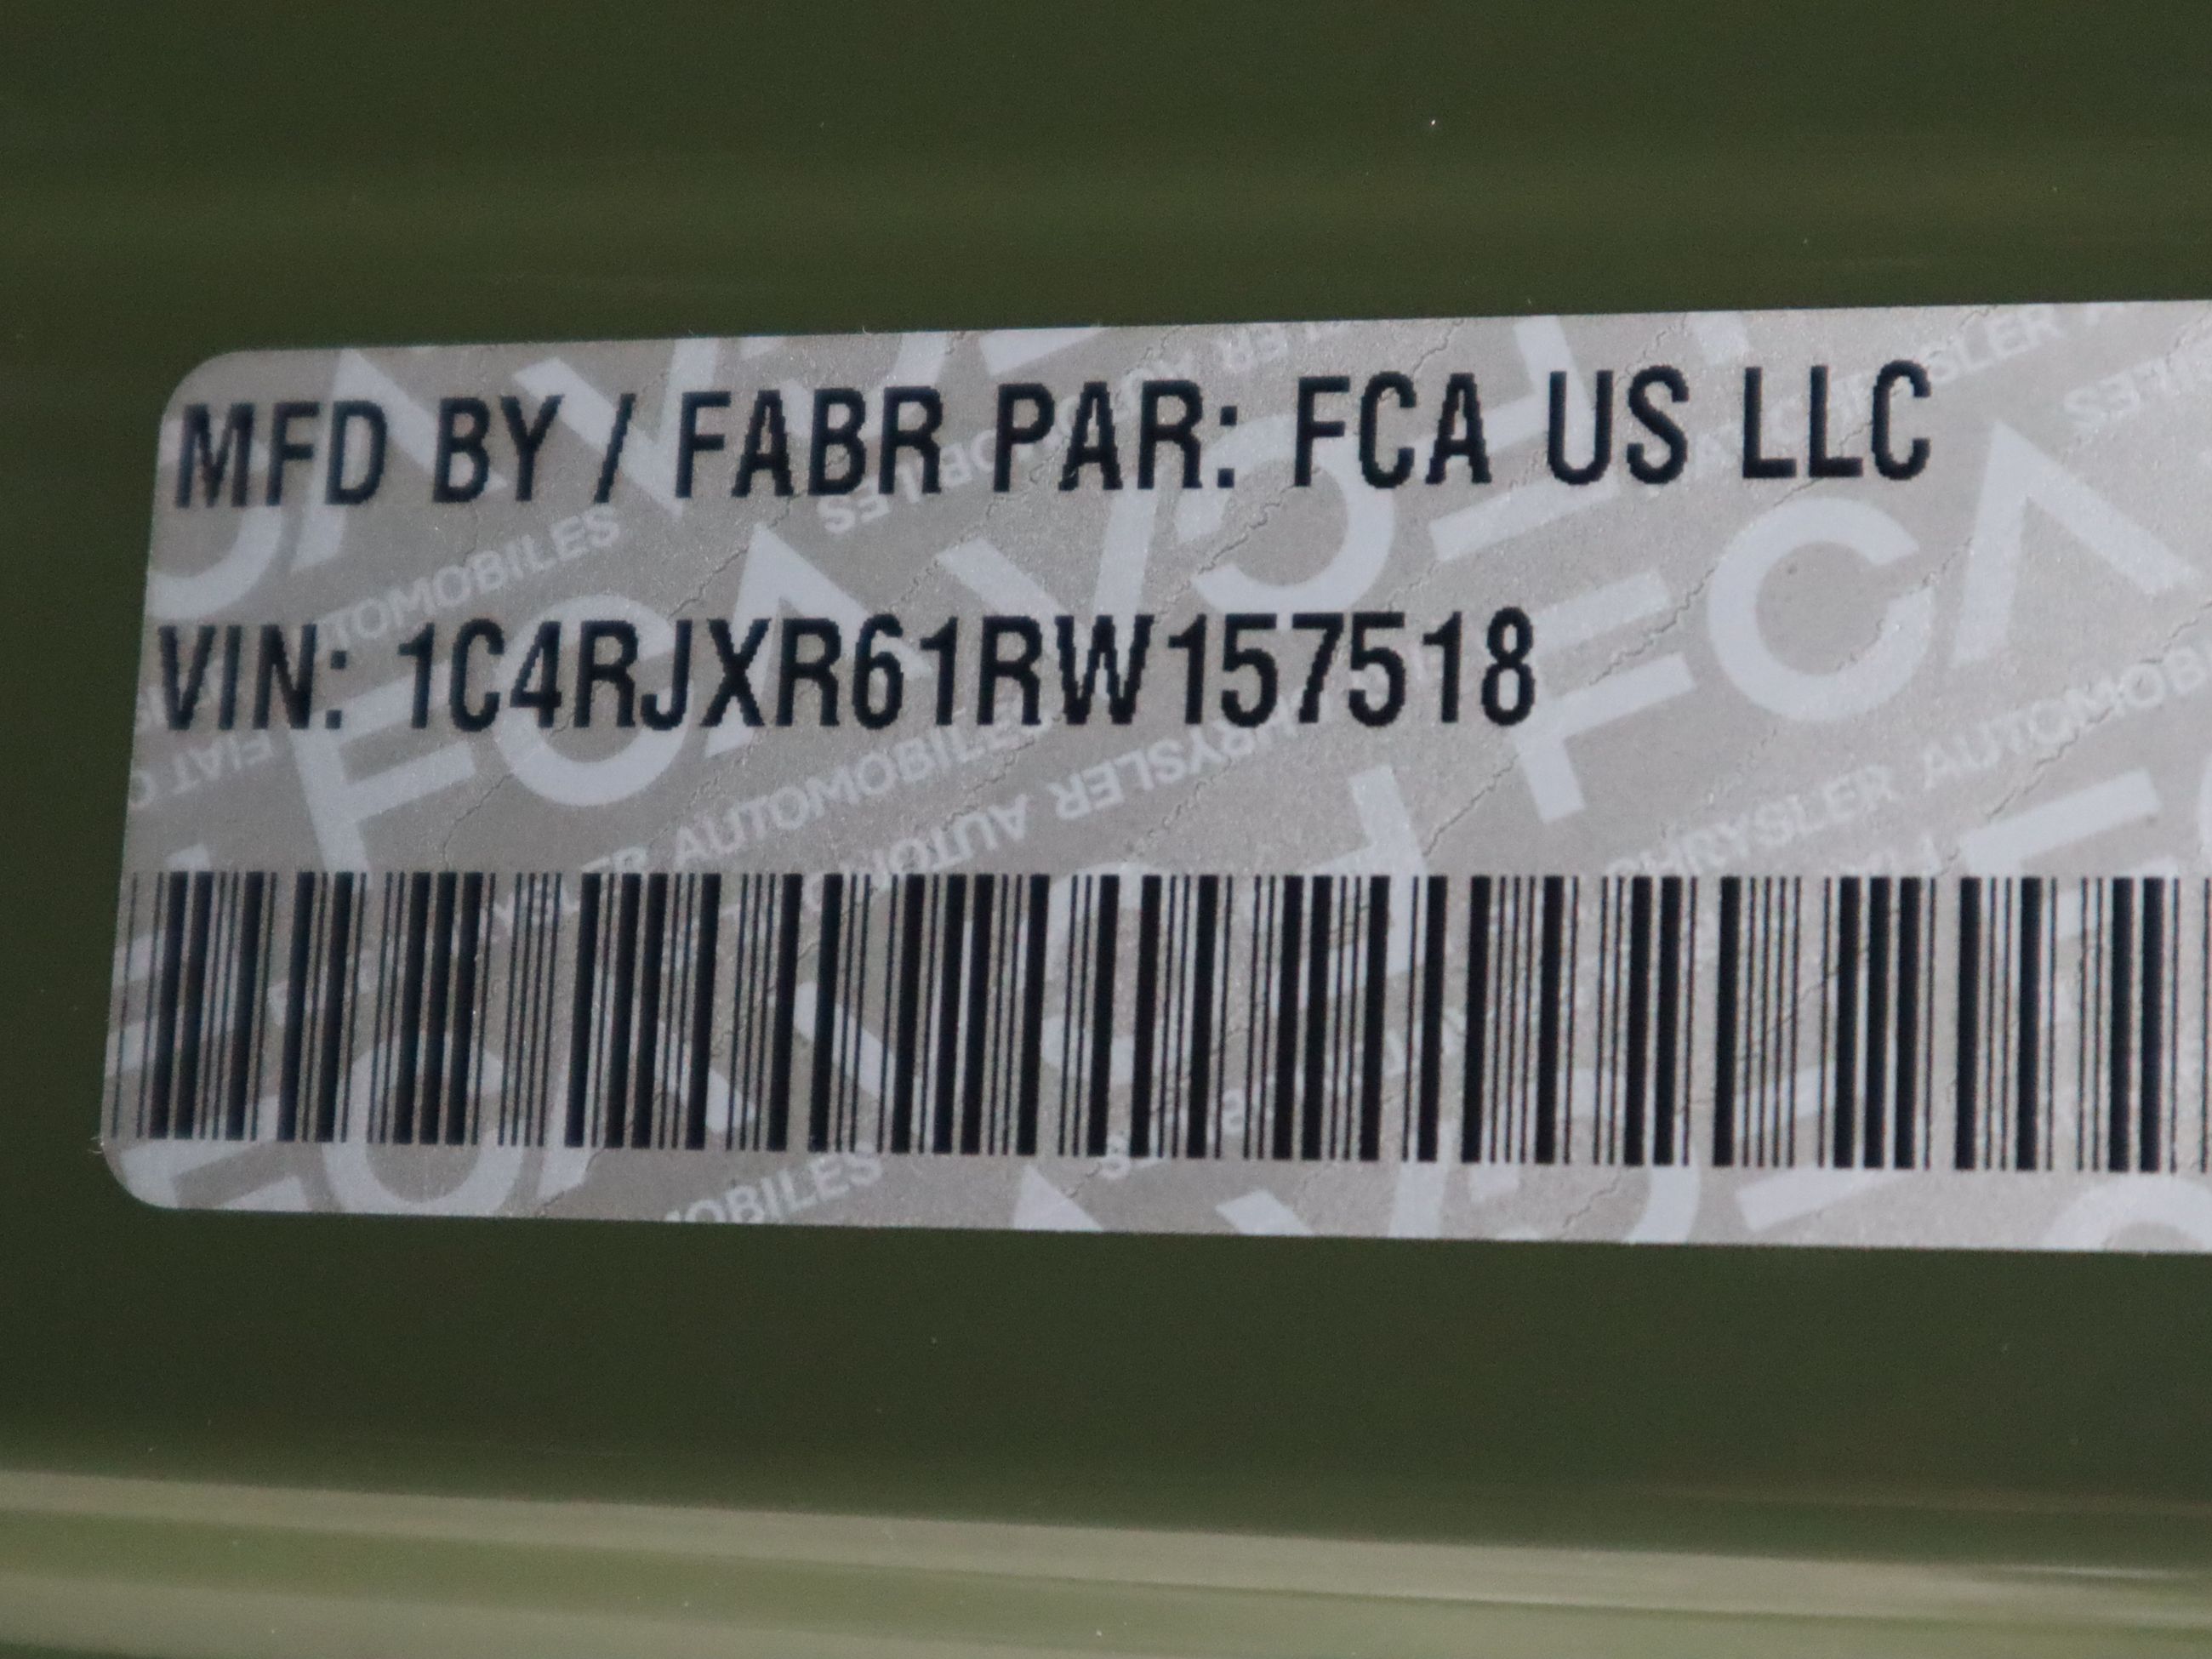 MFD BY / FABR PAR: FCA US LLC
VIN: 1C4RJXR61RW157518